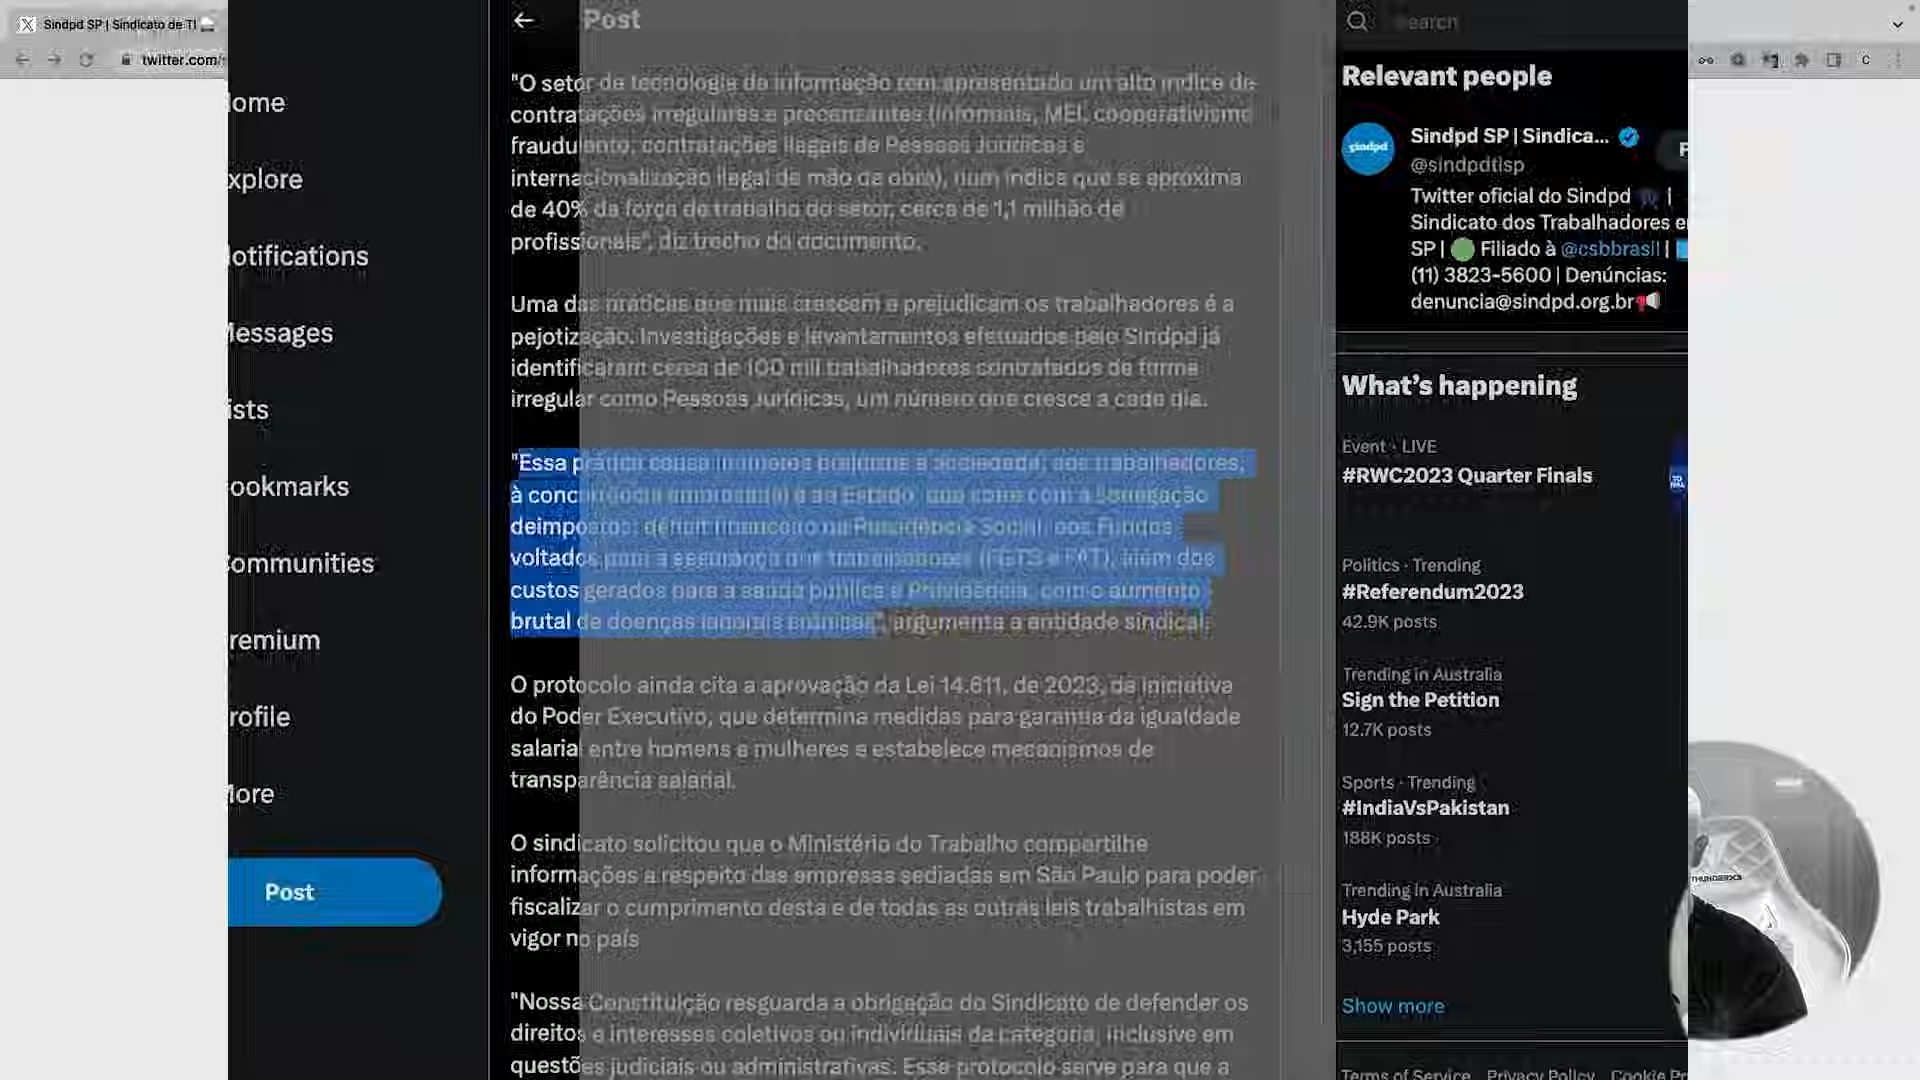 Sindpd SP | Sindicato de TI
twitter.com/
ome
xplore
otifications
Messages
ists
ookmarks
ommunities
remium
rofile
More
Post
Post
"O setor de tecnologia da informação tem apresentado um alto índice de
contratações irregulares e precarizantes (informais, MEI, cooperativismo
fraudulento, contratações ilegais de Pessoas Jurídicas e
internacionalização ilegal de mão da obra), num índice que se aproxima
de 40% da força de trabalho do setor, cerca de 1,1 milhão de
profissionais", diz trecho do documento.
Uma das práticas que mais crescem e prejudicam os trabalhadores é a
pejotização. Investigações e levantamentos efetuados pelo Sindpd já
identificaram cerca de 100 mil trabalhadores contratados de forma
irregular como Pessoas Jurídicas, um número que cresce a cada dia.
"Essa prática causa inúmeros prejuízos à sociedade, aos trabalhadores,
à concorrência empresarial e ao Estado, que sofre com a sonegação
deimpostos, déficit financeiro na Previdência Social, aos Fundos
voltados para a segurança dos trabalhadores (FGTS e FAT), além dos
custos gerados para a saúde pública e Previdência, com o aumento
brutal de doenças laborais crônicas", argumenta a entidade sindical.
O protocolo ainda cita a aprovação da Lei 14.611, de 2023, da iniciativa
do Poder Executivo, que determina medidas para garantia da igualdade
salarial entre homens e mulheres e estabelece mecanismos de
transparência salarial.
O sindicato solicitou que o Ministério do Trabalho compartilhe
informações a respeito das empresas sediadas em São Paulo para poder
fiscalizar o cumprimento desta e de todas as outras leis trabalhistas em
vigor no país
"Nossa Constituição resguarda a obrigação do Sindicato de defender os
direitos e interesses coletivos ou individuais da categoria, inclusive em
questões judiciais ou administrativas. Esse protocolo serve para que a
Search
Relevant people
Sindpd SP | Sindica...
@sindpdtisp
Twitter oficial do Sindpd |
Sindicato dos Trabalhadores e
SP | Filiado à @csbbrasil |
(11) 3823-5600 | Denúncias:
denuncia@sindpd.org.br
sindpd
What's happening
Event · LIVE
#RWC2023 Quarter Finals
Politics · Trending
#Referendum2023
42.9K posts
Trending in Australia
Sign the Petition
12.7K posts
Sports · Trending
#IndiaVsPakistan
188K posts
Trending in Australia
Hyde Park
3,155 posts
Show more
Terms of Service Privacy Policy Cookie
C
THUNDERX3